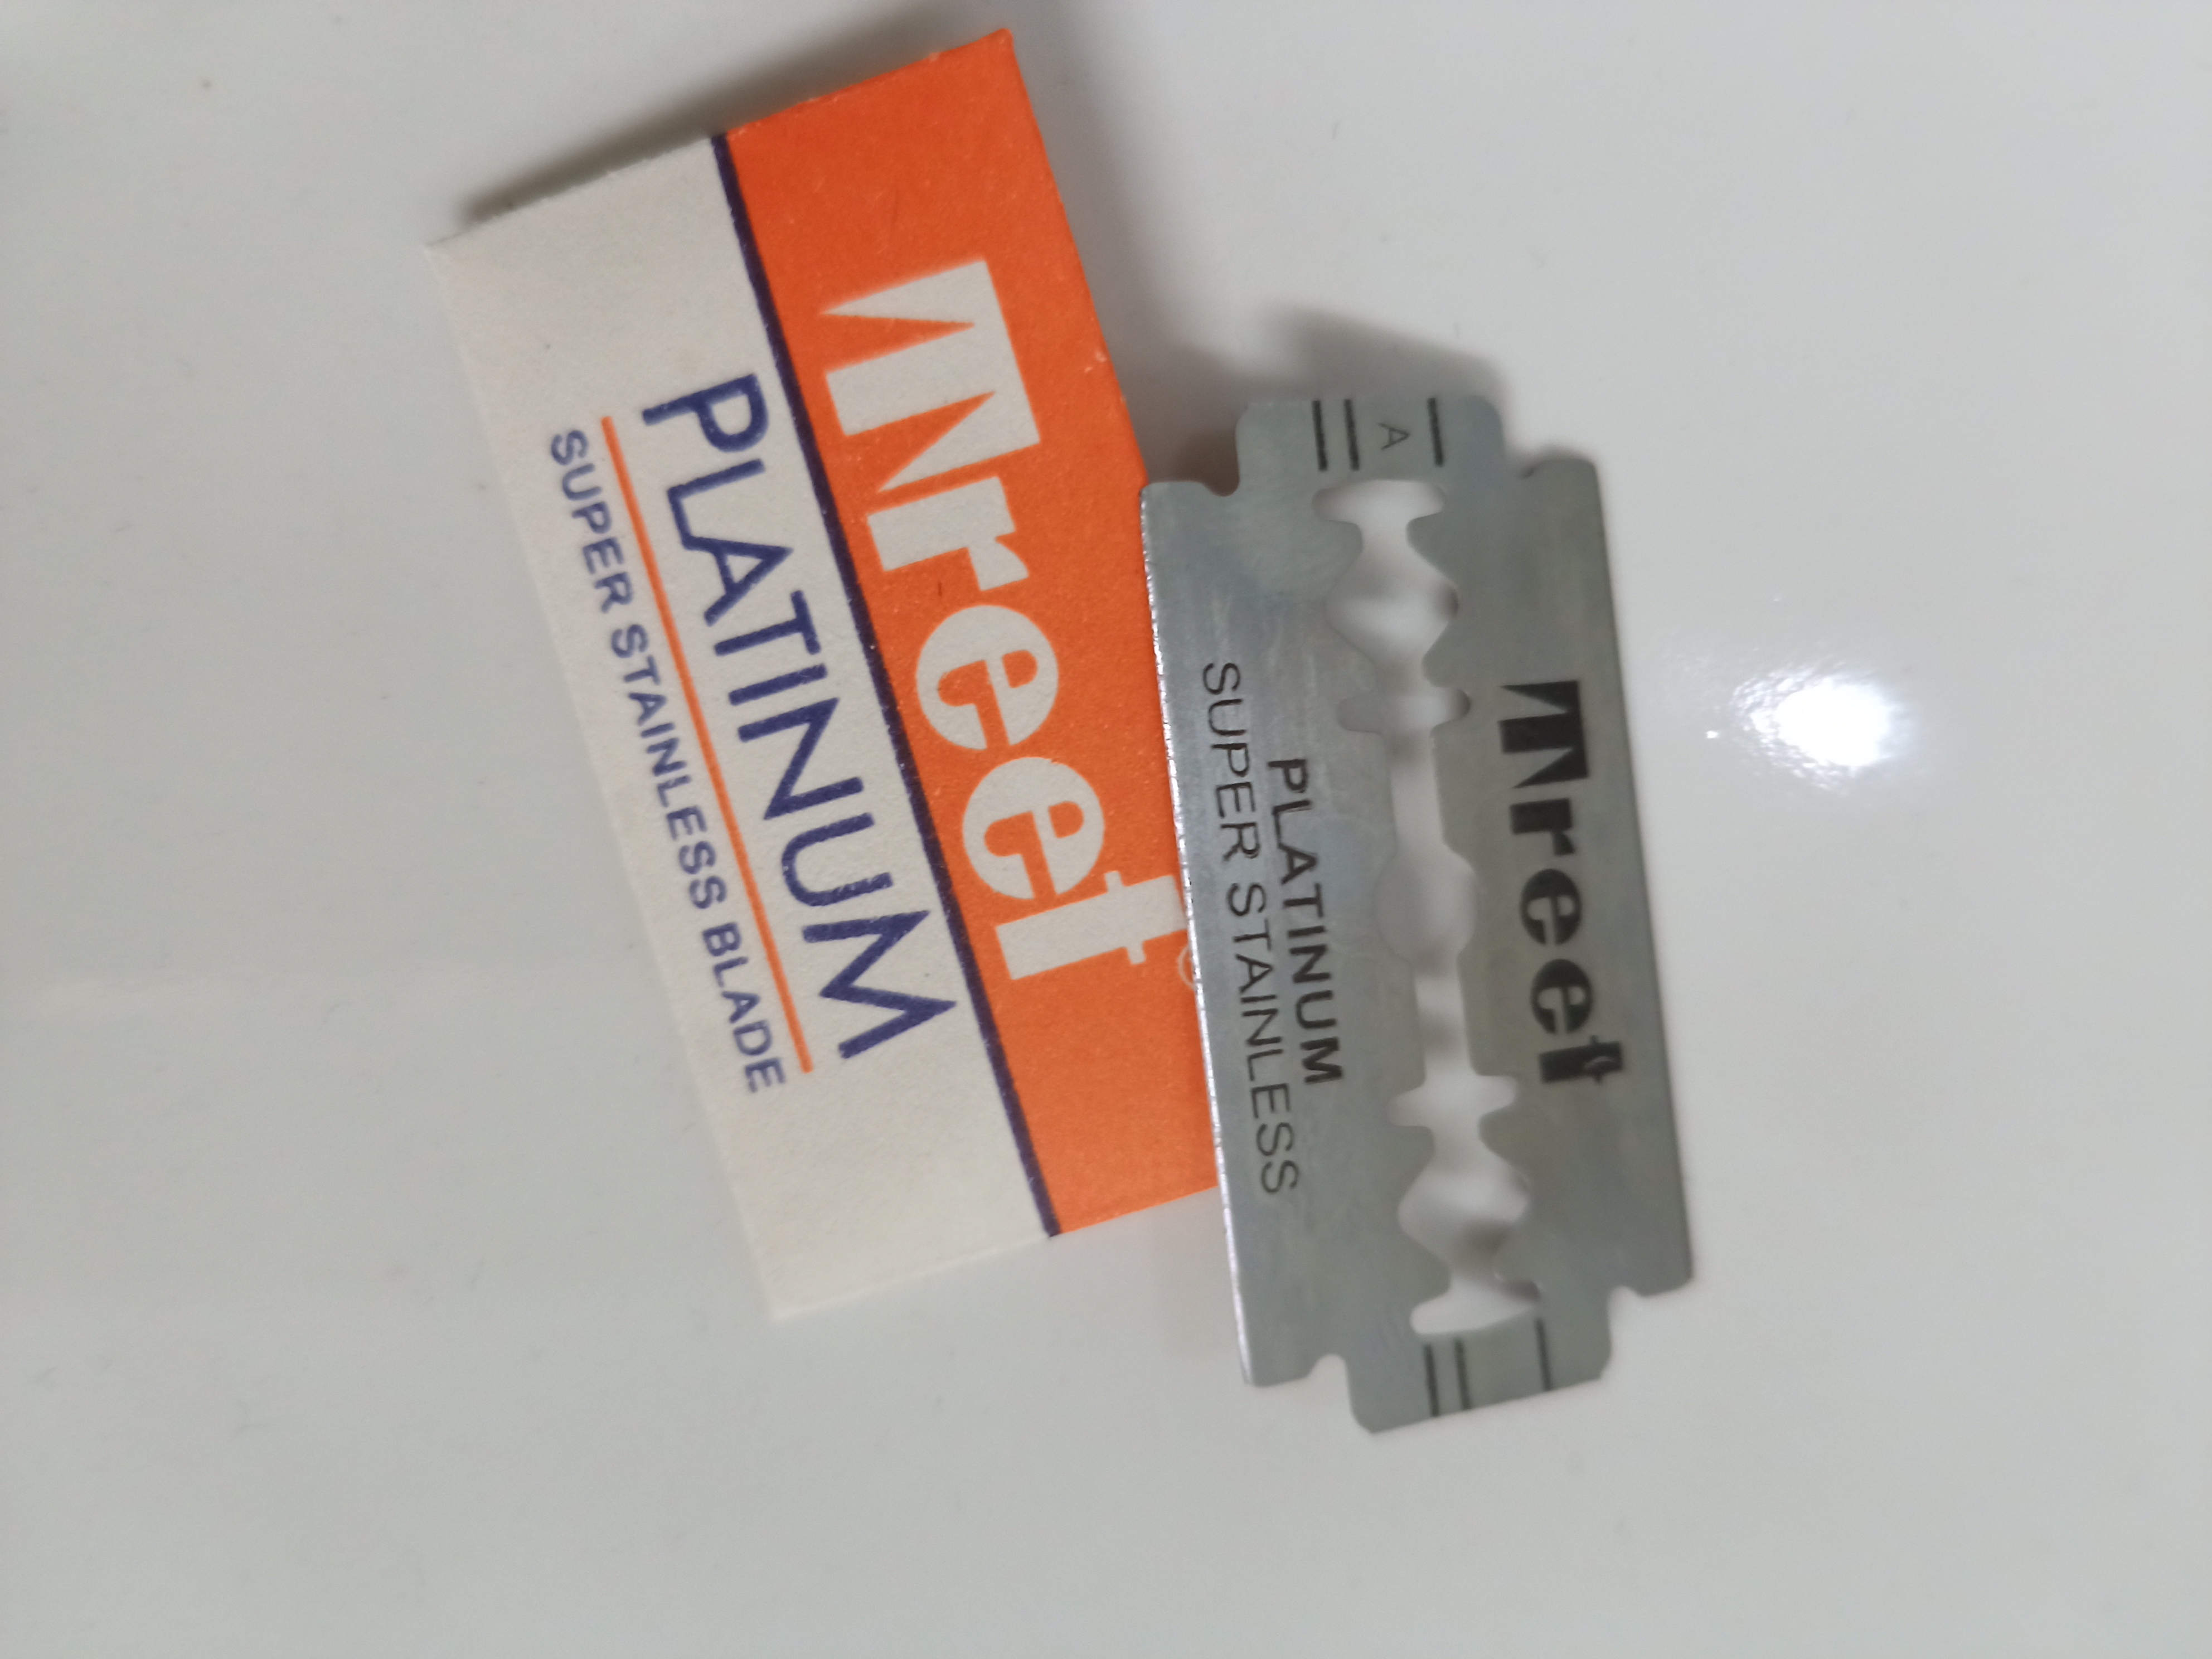 Treet
PLATINUM
SUPER STAINLESS BLADE
A
Treet
PLATINUM
SUPER STAINLESS